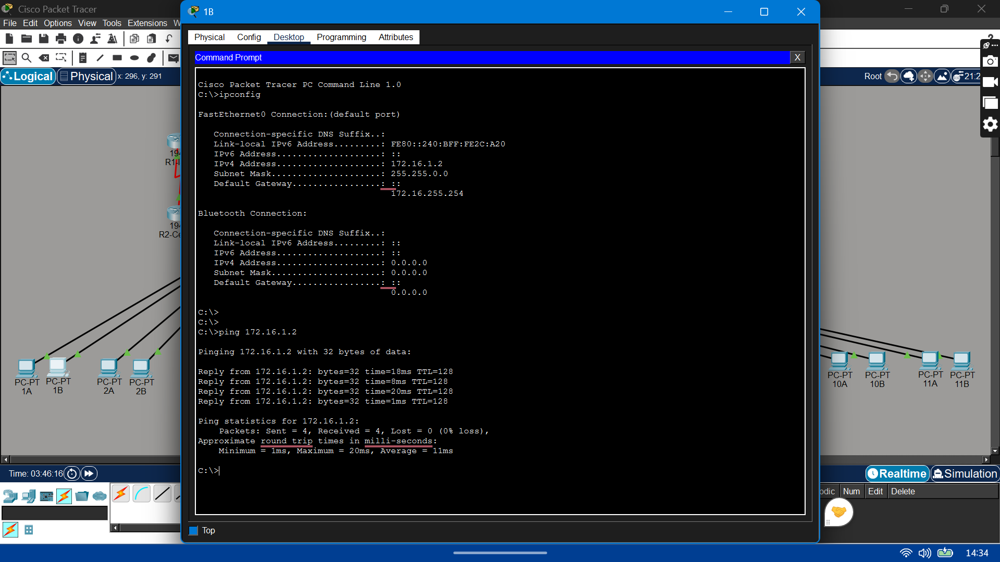 Cisco Packet Tracer
File Edit Options View Tools Extensions W
Logical Physical x: 296, y: 291
Root 21:2
1B
Physical Config Desktop Programming Attributes
Command Prompt
X
Cisco Packet Tracer PC Command Line 1.0
C:\>ipconfig
FastEthernet0 Connection:(default port)
Connection-specific DNS Suffix..:
Link-local IPv6 Address.........: FE80::240:BFF:FE2C:A20
IPv6 Address....................: ::
IPv4 Address....................: 172.16.1.2
Subnet Mask.....................: 255.255.0.0
Default Gateway.................: ::
172.16.255.254
Bluetooth Connection:
Connection-specific DNS Suffix..:
Link-local IPv6 Address.........: ::
IPv6 Address....................: ::
IPv4 Address....................: 0.0.0.0
Subnet Mask.....................: 0.0.0.0
Default Gateway.................: ::
0.0.0.0
C:\>
C:\>
C:\>ping 172.16.1.2
Pinging 172.16.1.2 with 32 bytes of data:
Reply from 172.16.1.2: bytes=32 time=18ms TTL=128
Reply from 172.16.1.2: bytes=32 time=8ms TTL=128
Reply from 172.16.1.2: bytes=32 time=20ms TTL=128
Reply from 172.16.1.2: bytes=32 time=1ms TTL=128
Ping statistics for 172.16.1.2:
Packets: Sent = 4, Received = 4, Lost = 0 (0% loss),
Approximate round trip times in milli-seconds:
Minimum = 1ms, Maximum = 20ms, Average = 11ms
C:\>
Top
194
R1-I
194
R2-Ce
PC-PT
1A
PC-PT
1B
PC-PT
2A
PC-PT
2B
PC-PT
10A
PC-PT
10B
PC-PT
11A
PC-PT
11B
Time: 03:46:16
Realtime Simulation
odic Num Edit Delete
14:34